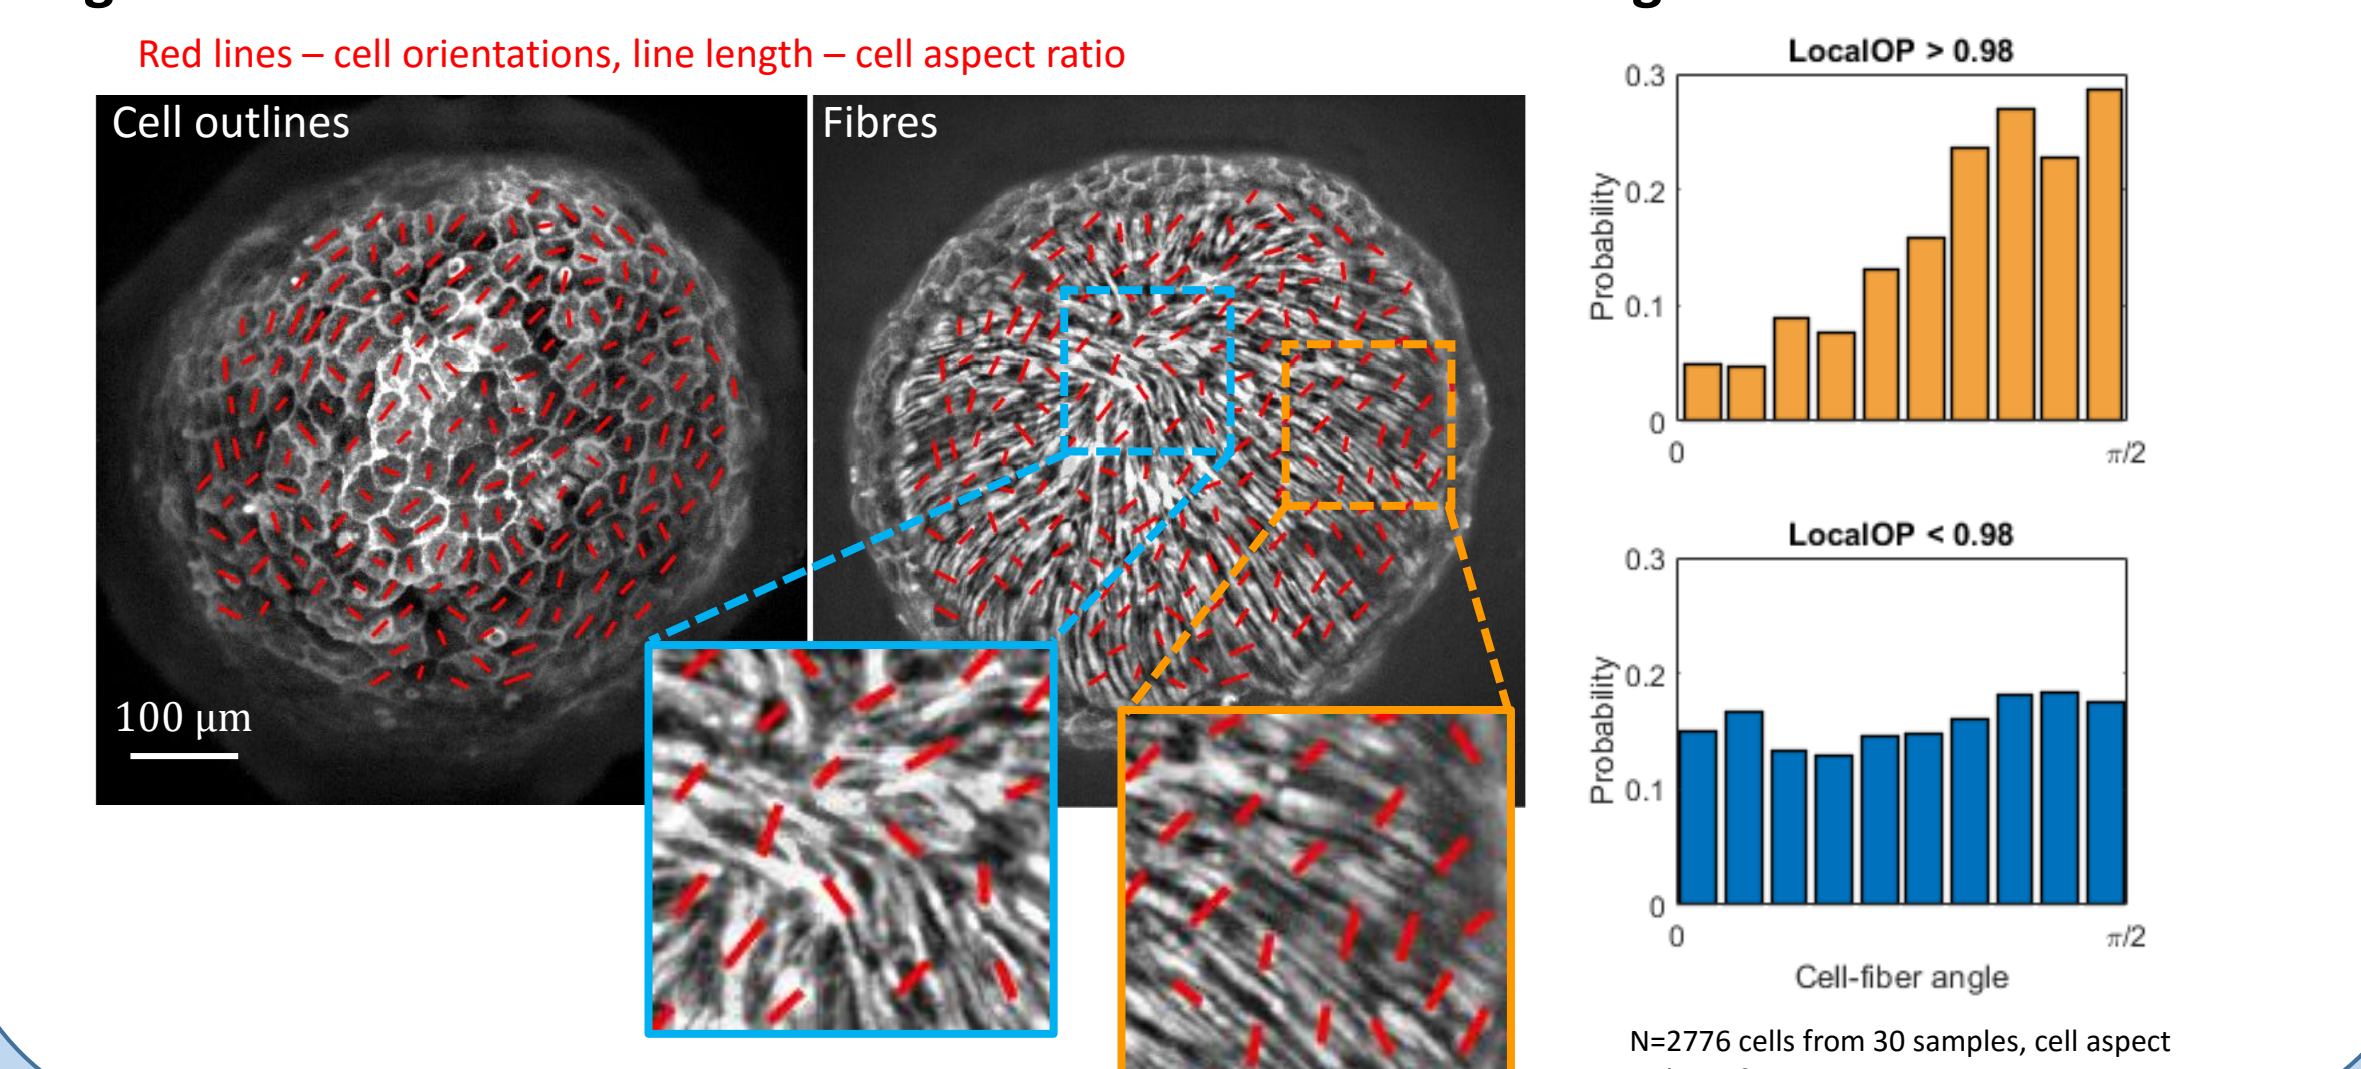 Red lines – cell orientations, line length – cell aspect ratio
Cell outlines
Fibres
100 μm
LocalOP > 0.98
0.3
0.2
0.1
0
Probability
0
π/2
LocalOP < 0.98
0.3
0.2
0.1
0
Probability
0
π/2
Cell-fiber angle
N=2776 cells from 30 samples, cell aspect